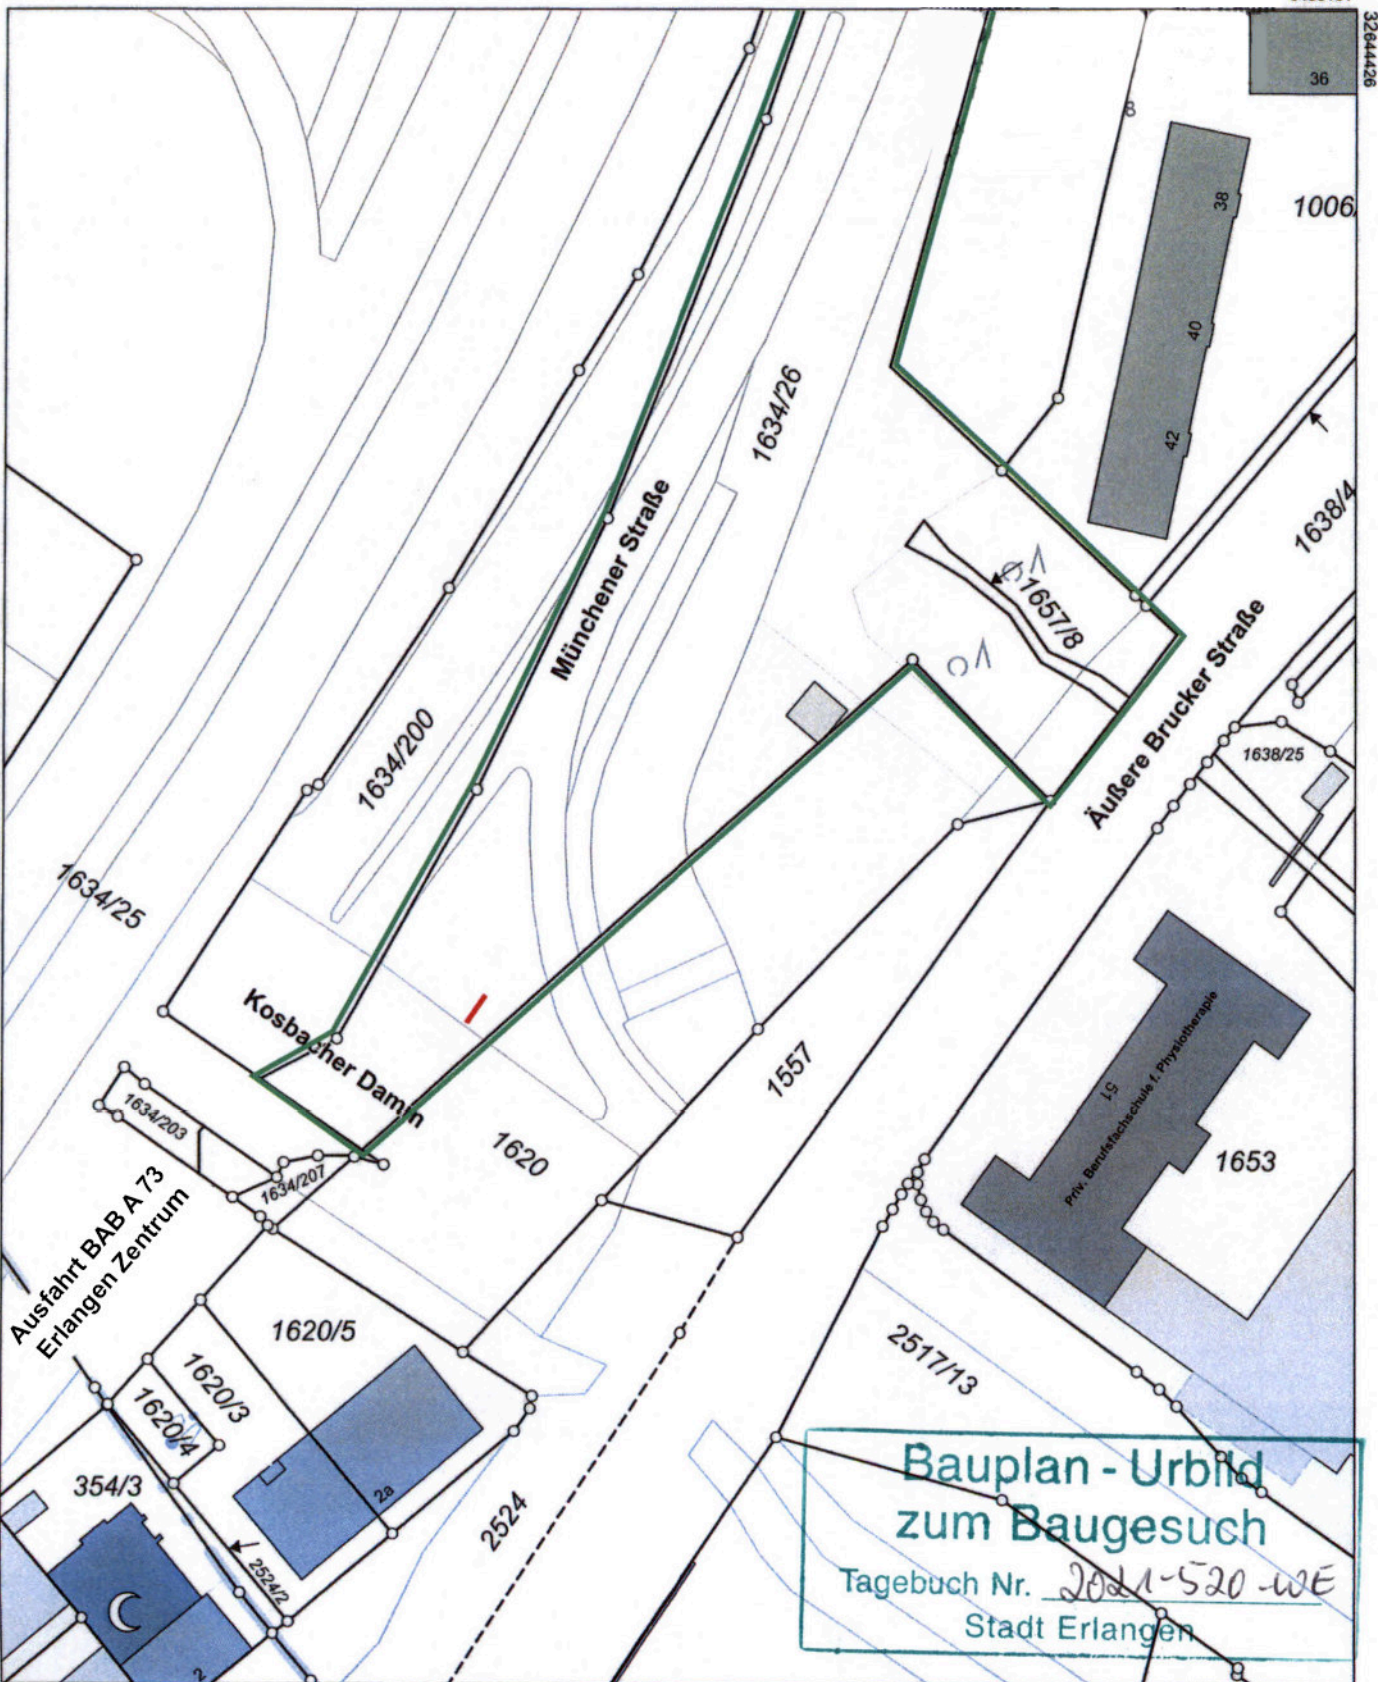 32644426
36
38
1006/
40
42
1634/26
1638/4
Münchener Straße
1657/8
Äußere Brucker Straße
1638/25
1634/200
1634/25
Kosbacher Damm
1634/203
1634/207
1620
1557
51
Priv. Berufsfachschule f. Physiotherapie
1653
Ausfahrt BAB A 73
Erlangen Zentrum
1620/5
1620/3
1620/4
354/3
2a
2524/2
2
2524
2517/13
Bauplan - Urbild
zum Baugesuch
Tagebuch Nr. 2021-520-WE
Stadt Erlangen